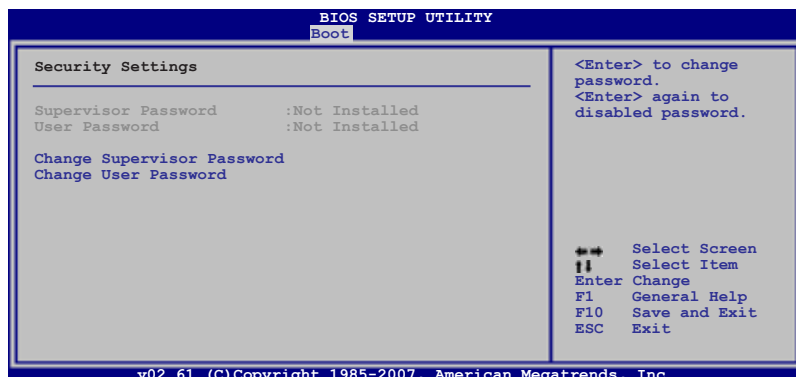 BIOS SETUP UTILITY
Boot
Security Settings
Supervisor Password :Not Installed
User Password :Not Installed
Change Supervisor Password
Change User Password
<Enter> to change
password.
<Enter> again to
disabled password.
Select Screen
Select Item
Enter Change
F1 General Help
F10 Save and Exit
ESC Exit
v02.61 (C)Copyright 1985-2007, American Megatrends, Inc.